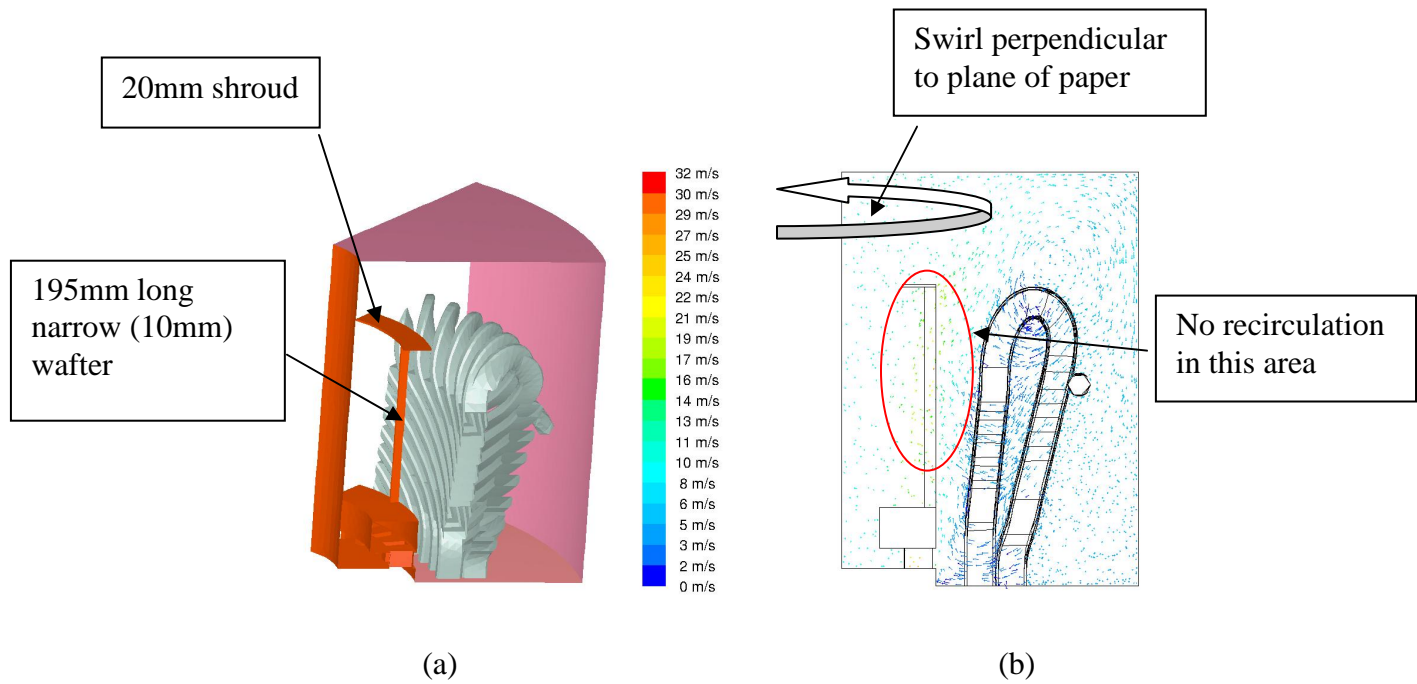 Swirl perpendicular
to plane of paper
20mm shroud
195mm long
narrow (10mm)
wafter
32 m/s
30 m/s
29 m/s
27 m/s
25 m/s
24 m/s
22 m/s
21 m/s
19 m/s
17 m/s
16 m/s
14 m/s
13 m/s
11 m/s
10 m/s
8 m/s
6 m/s
5 m/s
3 m/s
2 m/s
0 m/s
No recirculation
in this area
(a)
(b)